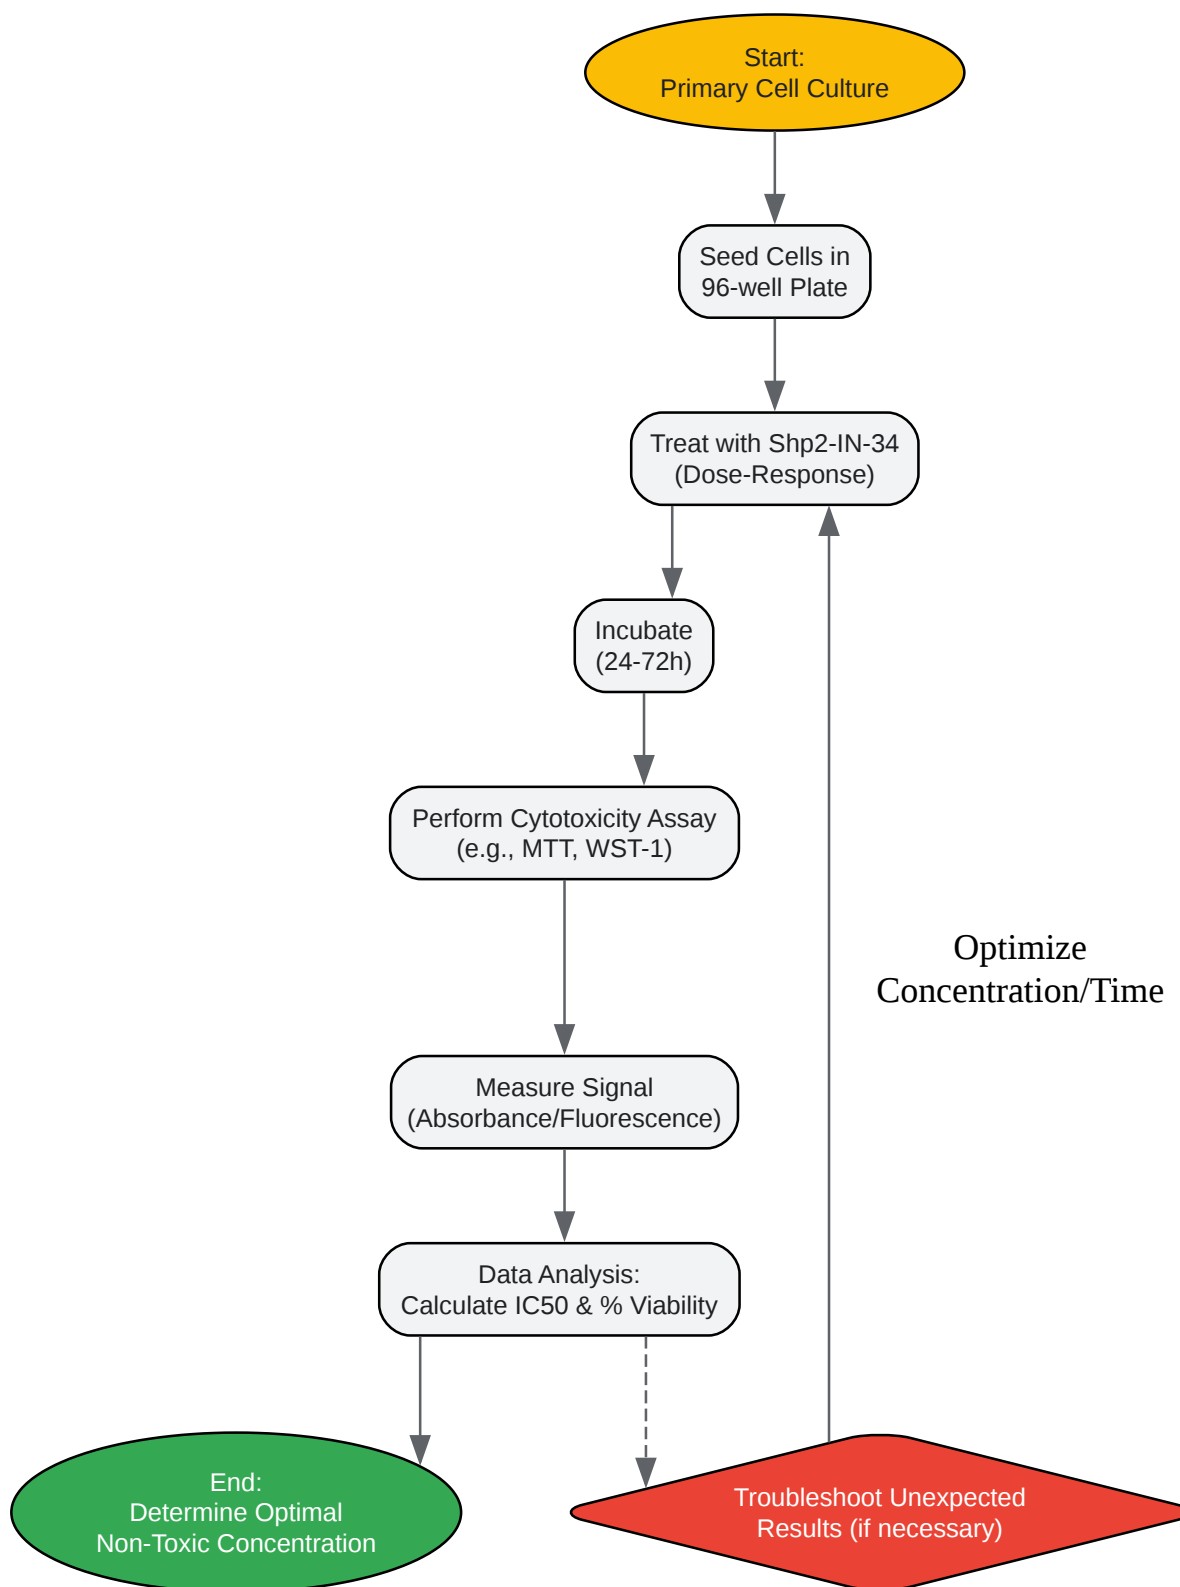 Start:
Primary Cell Culture
Seed Cells in
96-well Plate
Treat with Shp2-IN-34
(Dose-Response)
Incubate
(24-72h)
Perform Cytotoxicity Assay
(e.g., MTT, WST-1)
Optimize
Concentration/Time
Measure Signal
(Absorbance/Fluorescence)
Data Analysis:
Calculate IC50 & % Viability
End:
Determine Optimal
Non-Toxic Concentration
Troubleshoot Unexpected
Results (if necessary)